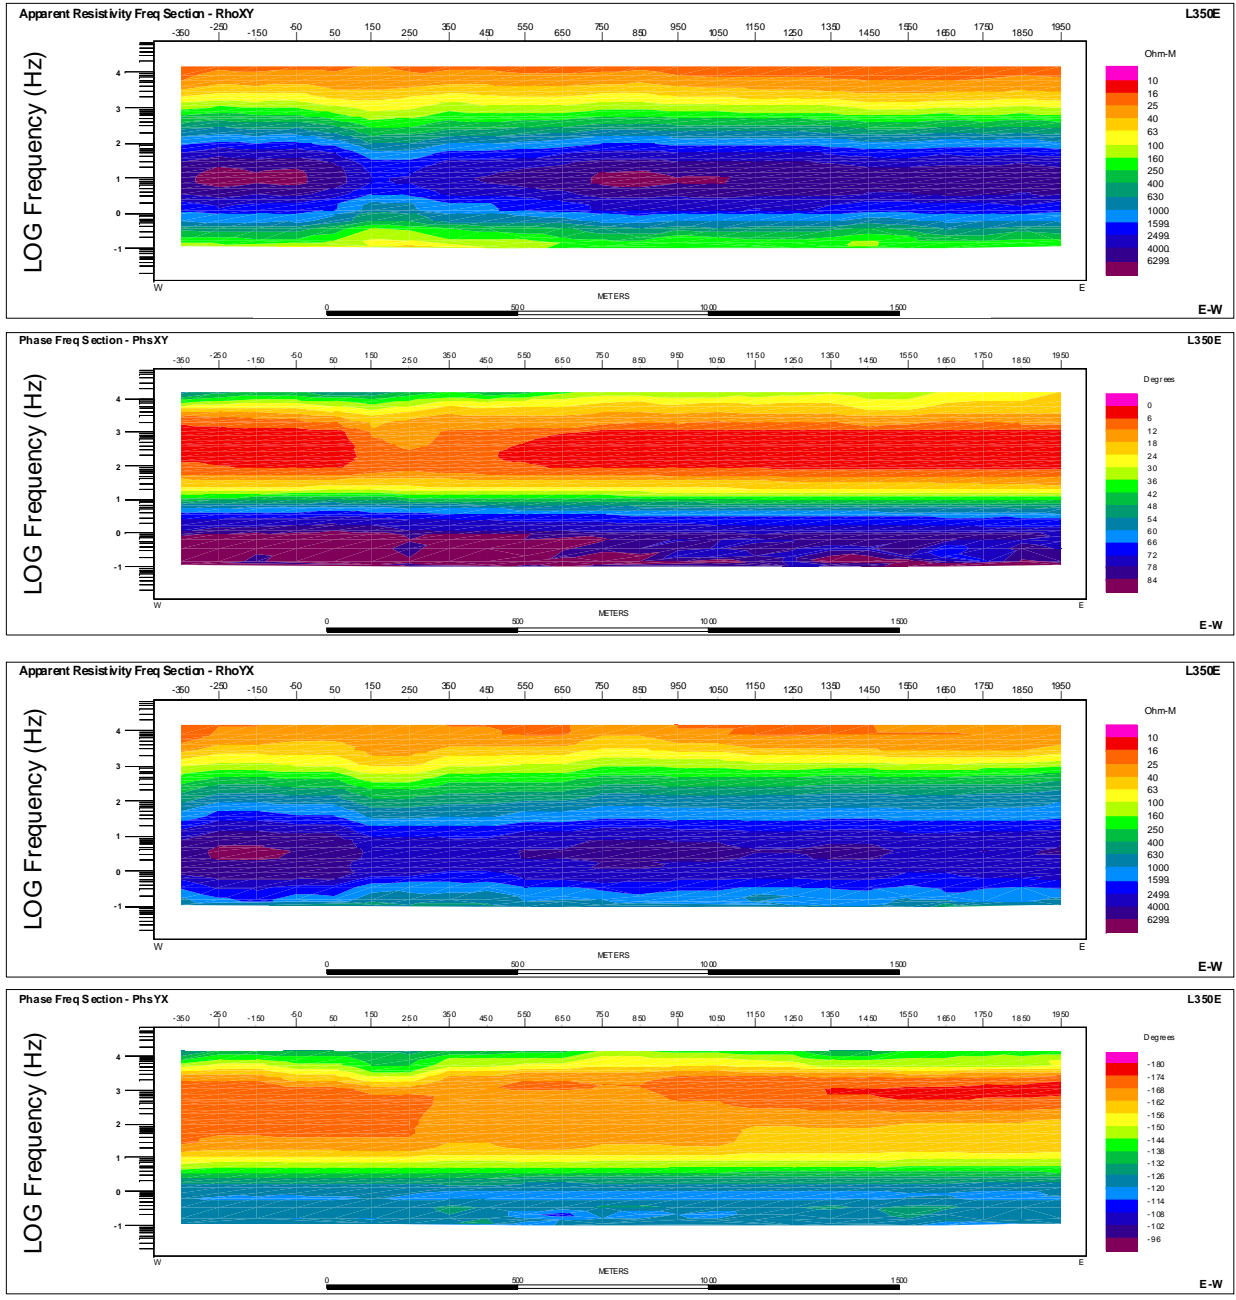 Apparent Resistivity Freq Section - RhoXY L350E
-350 -250 -150 -50 50 150 250 350 450 550 650 750 850 950 1050 1150 1250 1350 1450 1550 1650 1750 1850 1950
LOG Frequency (Hz)
4
3
2
1
0
-1
Ohm-M
10
16
25
40
63
100
160
250
400
630
1000
1599.
2499.
4000.
6299.
W E
METERS
0 500 1000 1500
E-W
Phase Freq Section - PhsXY L350E
-350 -250 -150 -50 50 150 250 350 450 550 650 750 850 950 1050 1150 1250 1350 1450 1550 1650 1750 1850 1950
LOG Frequency (Hz)
4
3
2
1
0
-1
Degrees
0
6
12
18
24
30
36
42
48
54
60
66
72
78
84
W E
METERS
0 500 1000 1500
E-W
Apparent Resistivity Freq Section - RhoYX L350E
-350 -250 -150 -50 50 150 250 350 450 550 650 750 850 950 1050 1150 1250 1350 1450 1550 1650 1750 1850 1950
LOG Frequency (Hz)
4
3
2
1
0
-1
Ohm-M
10
16
25
40
63
100
160
250
400
630
1000
1599.
2499.
4000.
6299.
W E
METERS
0 500 1000 1500
E-W
Phase Freq Section - PhsYX L350E
-350 -250 -150 -50 50 150 250 350 450 550 650 750 850 950 1050 1150 1250 1350 1450 1550 1650 1750 1850 1950
LOG Frequency (Hz)
4
3
2
1
0
-1
Degrees
-180
-174
-168
-162
-156
-150
-144
-138
-132
-126
-120
-114
-108
-102
-96
W E
METERS
0 500 1000 1500
E-W